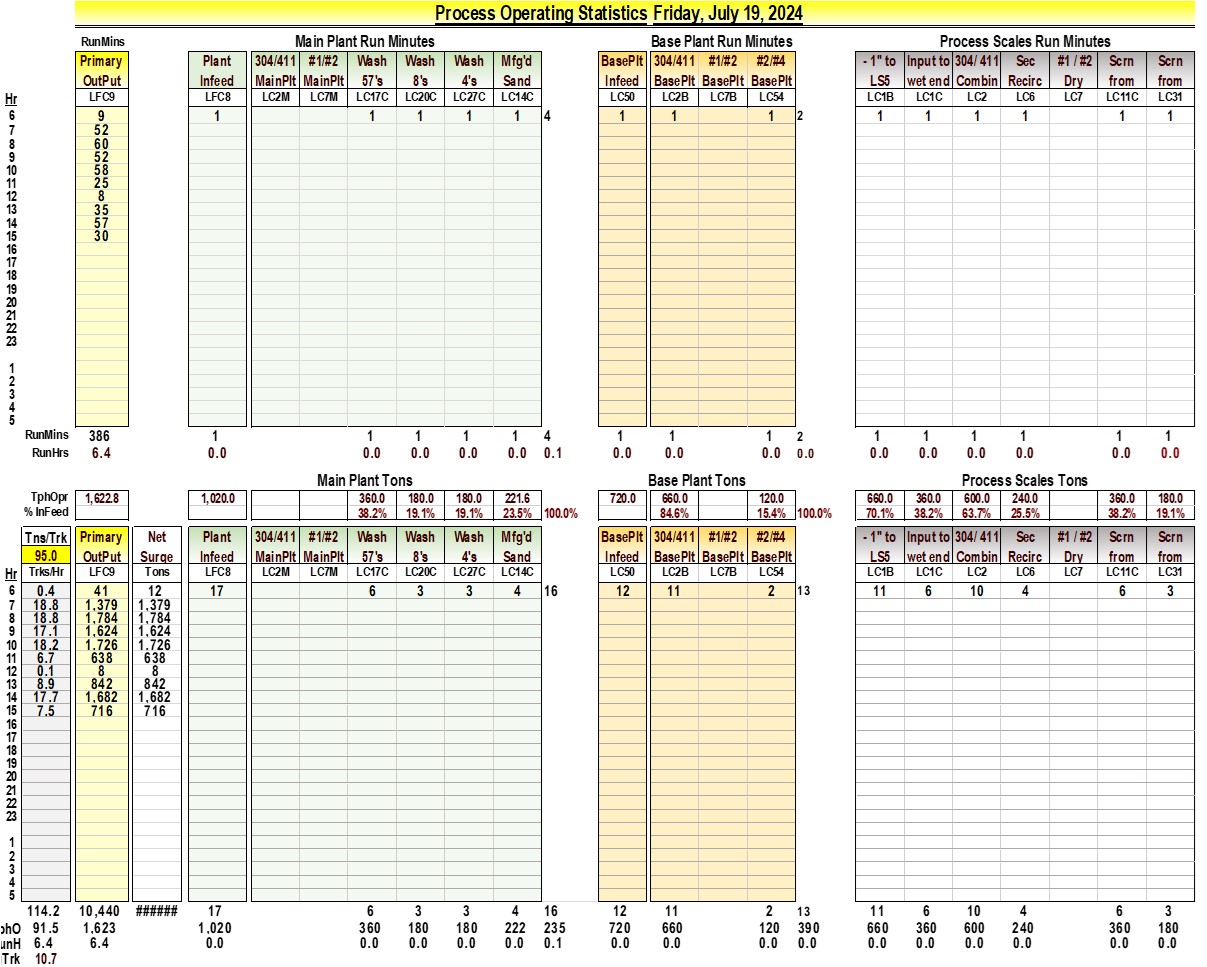 Process Operating Statistics Friday, July 19, 2024
RunMins Main Plant Run Minutes Base Plant Run Minutes Process Scales Run Minutes
Primary Plant 304/411 #1/#2 Wash Wash Wash Mfg'd BasePlt 304/411 #1/#2 #2/#4 - 1" to Input to 304/ 411 Sec #1 / #2 Scrn Scrn
OutPut Infeed MainPlt MainPlt 57's 8's 4's Sand Infeed BasePlt BasePlt BasePlt LS5 wet end Combin Recirc Dry from from
Hr LFC9 LFC8 LC2M LC7M LC17C LC20C LC27C LC14C LC50 LC2B LC7B LC54 LC1B LC1C LC2 LC6 LC7 LC11C LC31
6 9 1 1 1 1 1 4 1 1 1 2 1 1 1 1 1 1
7 52
8 60
9 52
10 58
11 25
12 8
13 35
14 57
15 30
16
17
18
19
20
21
22
23
1
2
3
4
5
RunMins 386 1 1 1 1 1 4 1 1 1 2 1 1 1 1 1 1
RunHrs 6.4 0.0 0.0 0.0 0.0 0.0 0.1 0.0 0.0 0.0 0.0 0.0 0.0 0.0 0.0 0.0 0.0
Main Plant Tons Base Plant Tons Process Scales Tons
TphOpr 1,622.8 1,020.0 360.0 180.0 180.0 221.6 720.0 660.0 120.0 660.0 360.0 600.0 240.0 360.0 180.0
% InFeed 38.2% 19.1% 19.1% 23.5% 100.0% 84.6% 15.4% 100.0% 70.1% 38.2% 63.7% 25.5% 38.2% 19.1%
Tns/Trk Primary Net Plant 304/411 #1/#2 Wash Wash Wash Mfg'd BasePlt 304/411 #1/#2 #2/#4 - 1" to Input to 304/ 411 Sec #1 / #2 Scrn Scrn
95.0 OutPut Surge Infeed MainPlt MainPlt 57's 8's 4's Sand Infeed BasePlt BasePlt BasePlt LS5 wet end Combin Recirc Dry from from
Hr Trks/Hr LFC9 Tons LFC8 LC2M LC7M LC17C LC20C LC27C LC14C LC50 LC2B LC7B LC54 LC1B LC1C LC2 LC6 LC7 LC11C LC31
6 0.4 41 12 17 6 3 3 4 16 12 11 2 13 11 6 10 4 6 3
7 18.8 1,379 1,379
8 18.8 1,784 1,784
9 17.1 1,624 1,624
10 18.2 1,726 1,726
11 6.7 638 638
12 0.1 8 8
13 8.9 842 842
14 17.7 1,682 1,682
15 7.5 716 716
16
17
18
19
20
21
22
23
1
2
3
4
5
114.2 10,440 ###### 17 6 3 3 4 16 12 11 2 13 11 6 10 4 6 3
phO 91.5 1,623 1,020 360 180 180 222 235 720 660 120 390 660 360 600 240 360 180
unH 6.4 6.4 0.0 0.0 0.0 0.0 0.0 0.1 0.0 0.0 0.0 0.0 0.0 0.0 0.0 0.0 0.0 0.0
Trk 10.7